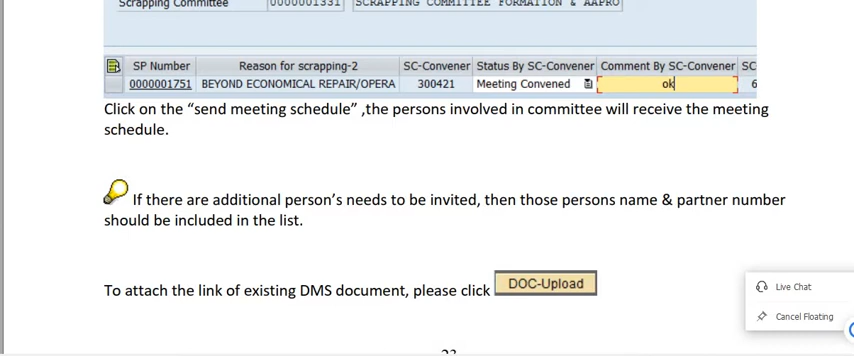 Scrapping Committee 0000001331 SCRAPPING COMMITTEE FORMATION & AAPRO
SP Number Reason for scrapping-2 SC-Convener Status By SC-Convener Comment By SC-Convener SC
0000001751 BEYOND ECONOMICAL REPAIR/OPERA 300421 Meeting Convened ok 6
Click on the “send meeting schedule” ,the persons involved in committee will receive the meeting
schedule.
If there are additional person’s needs to be invited, then those persons name & partner number
should be included in the list.
To attach the link of existing DMS document, please click DOC-Upload
Live Chat
Cancel Floating